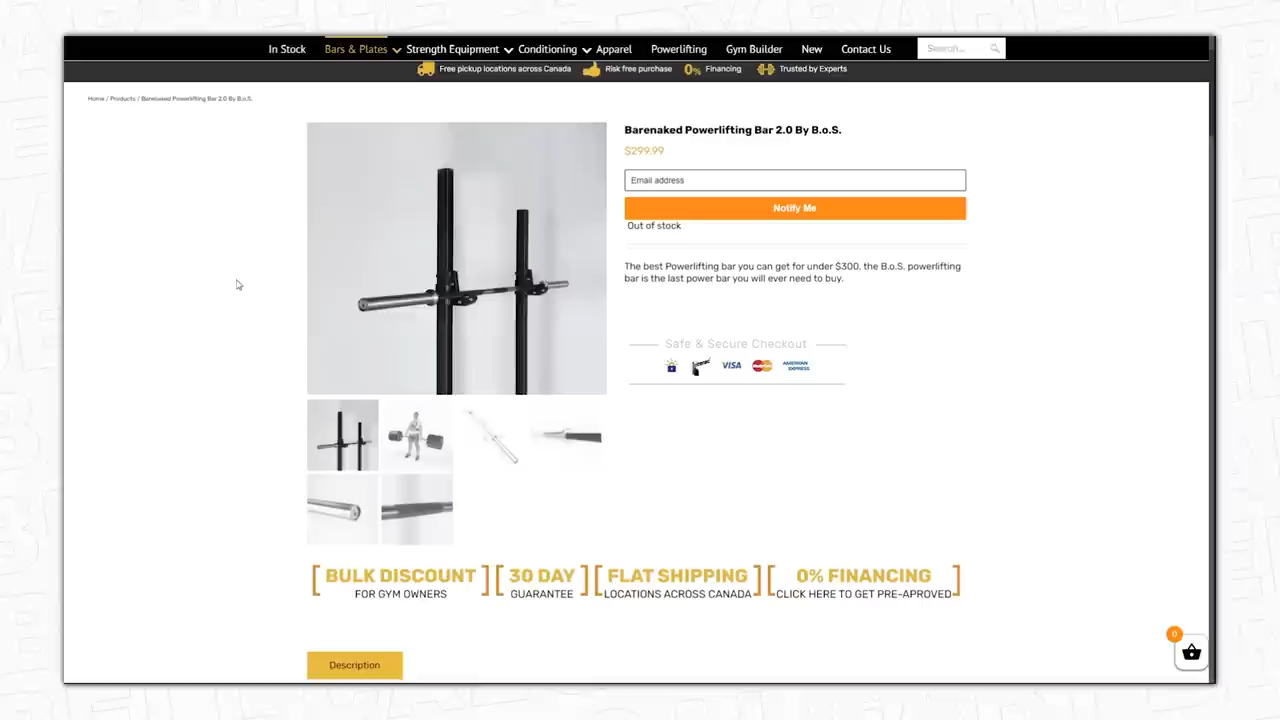 In Stock Bars & Plates Strength Equipment Conditioning Apparel Powerlifting Gym Builder New Contact Us Search...
Free pickup locations across Canada Risk free purchase 0% Financing Trusted by Experts
Home / Products / Barenaked Powerlifting Bar 2.0 By B.o.S.
Barenaked Powerlifting Bar 2.0 By B.o.S.
$299.99
Email address
Notify Me
Out of stock
The best Powerlifting bar you can get for under $300. the B.o.S. powerlifting
bar is the last power bar you will ever need to buy.
Safe & Secure Checkout
VISA
AMERICAN
EXPRESS
BULK DISCOUNT
FOR GYM OWNERS
30 DAY
GUARANTEE
FLAT SHIPPING
LOCATIONS ACROSS CANADA
0% FINANCING
CLICK HERE TO GET PRE-APROVED
0
Description